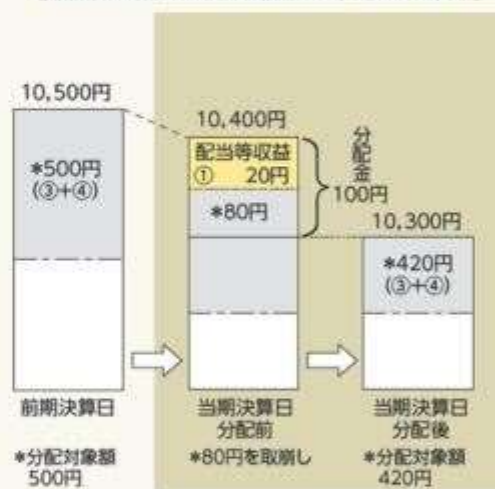 10,500円
*500円
(③+④)
前期決算日
*分配対象額
500円
10,400円
配当等収益
① 20円
*80円
分配金
100円
当期決算日
分配前
*80円を取崩し
10,300円
*420円
(③+④)
当期決算日
分配後
*分配対象額
420円